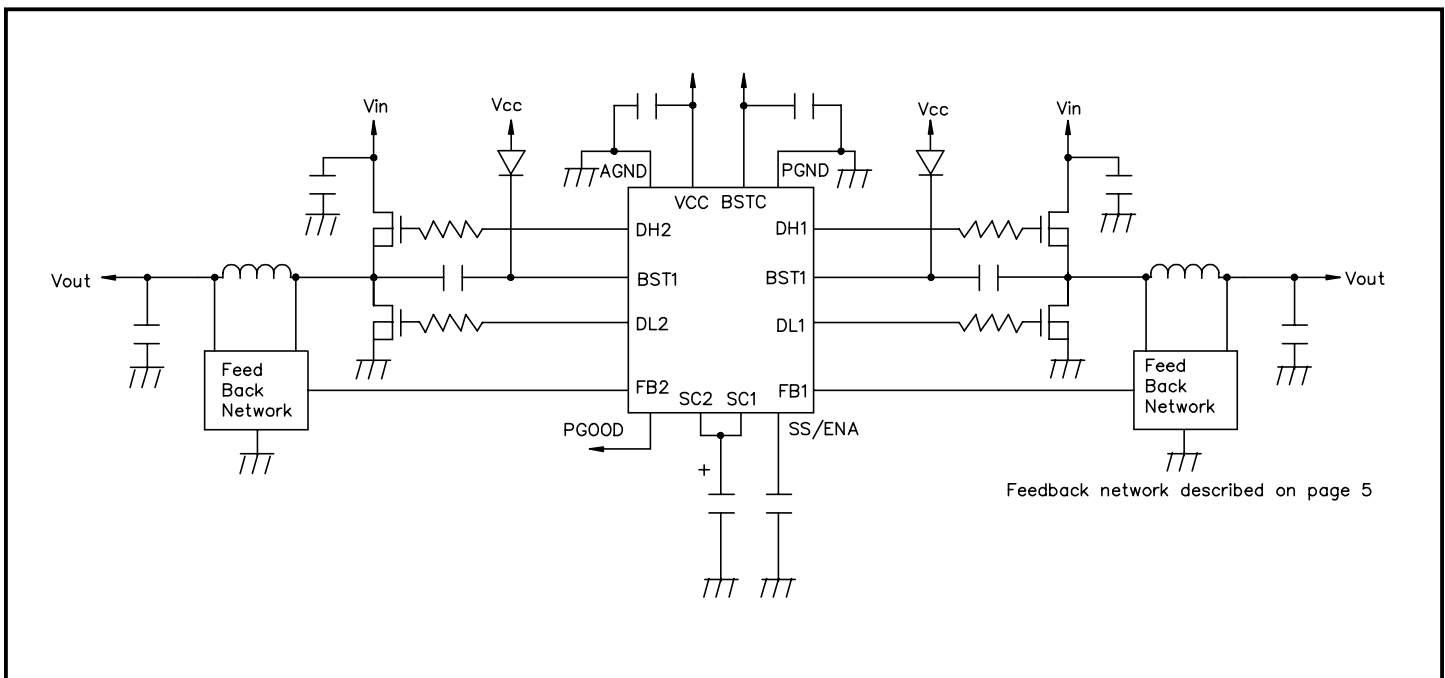 Vin
Vcc
Vcc
Vin
AGND
PGND
VCC
BSTC
DH2
DH1
Vout
BST1
BST1
Vout
DL2
DL1
Feed
Back
Network
FB2
SC2
SC1
FB1
Feed
Back
Network
PGOOD
SS/ENA
+
Feedback network described on page 5